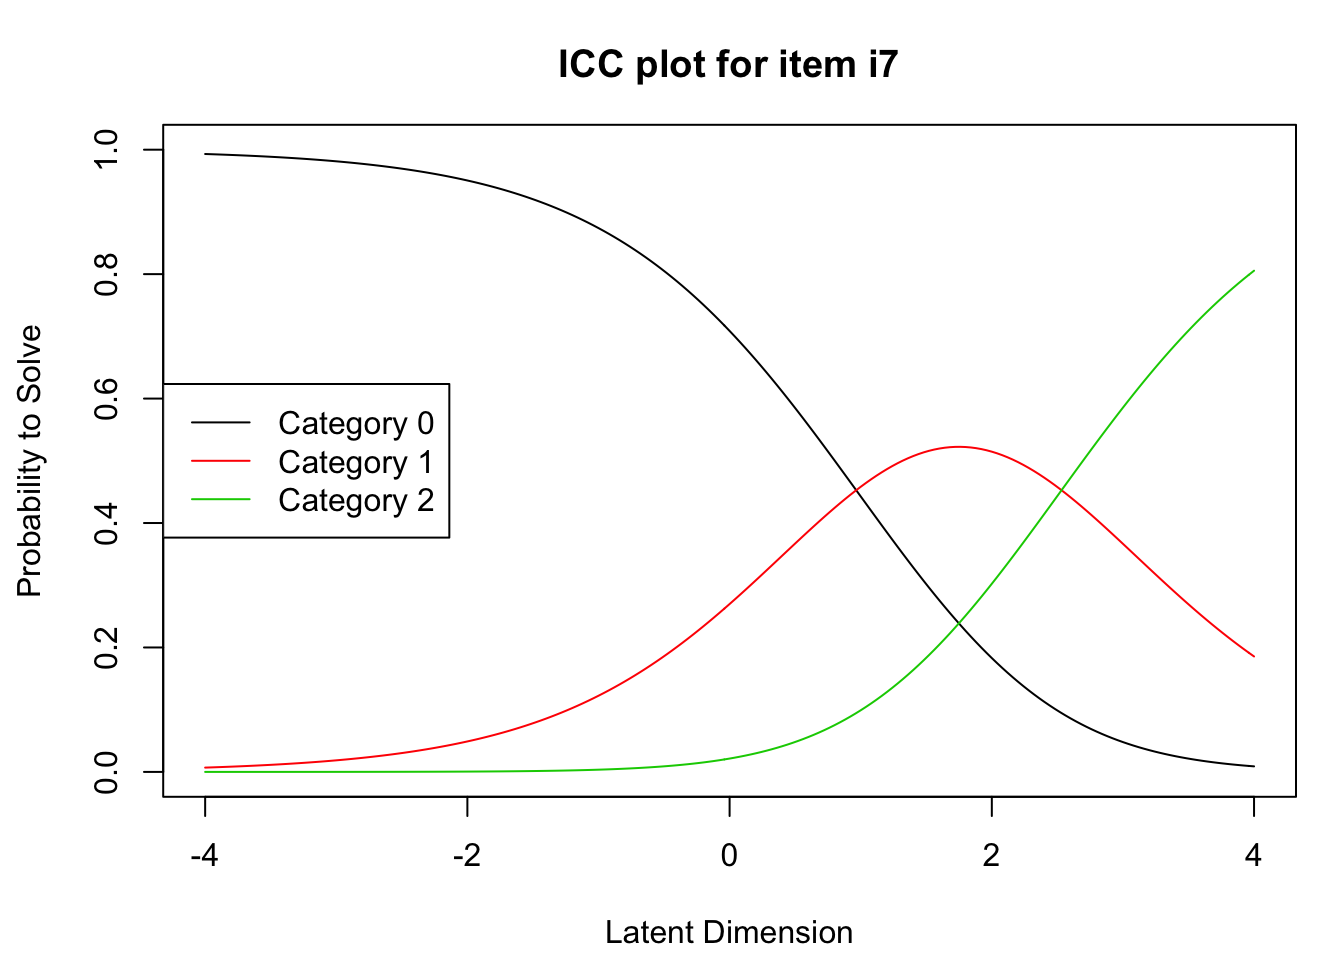 ICC plot for item i7
Probability to Solve
1.0
0.8
0.6
0.4
0.2
0.0
Category 0
Category 1
Category 2
-4
-2
0
2
4
Latent Dimension